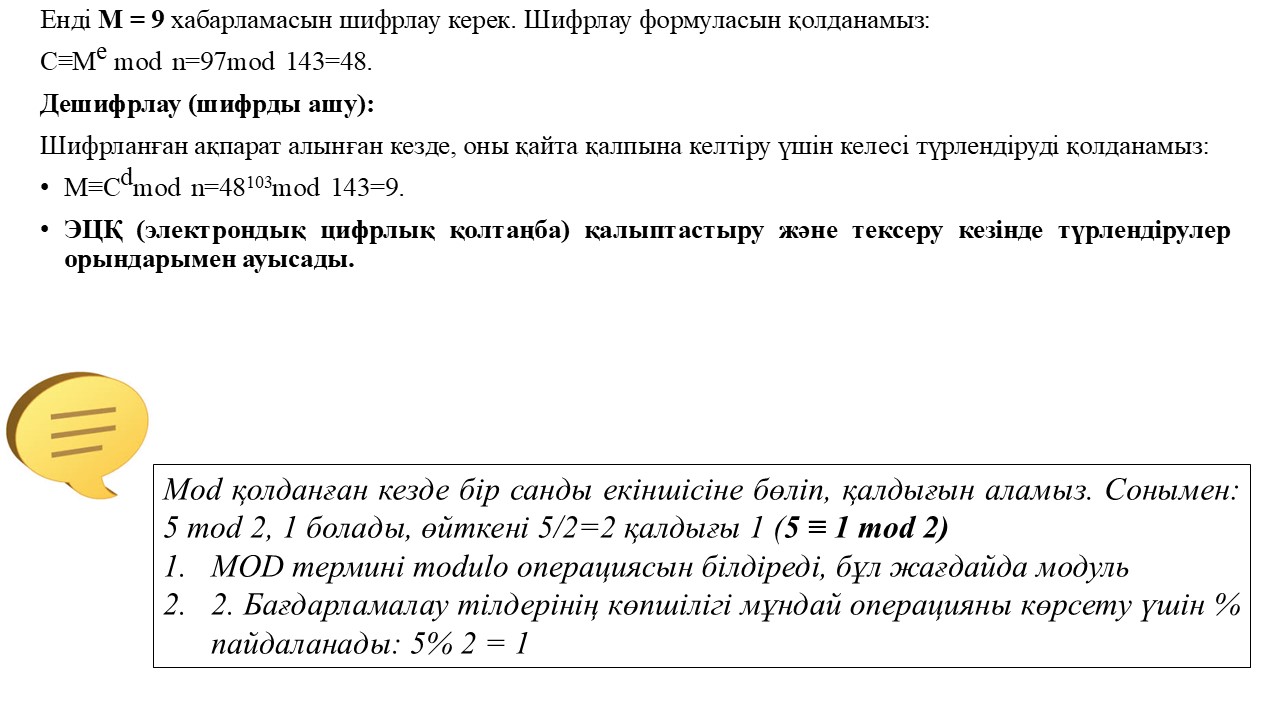 Енді М = 9 хабарламасын шифрлау керек. Шифрлау формуласын қолданамыз:
C≡Mᵉ mod n=97mod 143=48.
Дешифрлау (шифрды ашу):
Шифрланған ақпарат алынған кезде, оны қайта қалпына келтіру үшін келесі түрлендіруді қолданамыз:
• M≡Cᵈmod n=48¹⁰³mod 143=9.
• ЭЦҚ (электрондық цифрлық қолтаңба) қалыптастыру және тексеру кезінде түрлендірулер
орындарымен ауысады.
Mod қолданған кезде бір санды екіншісіне бөліп, қалдығын аламыз. Сонымен:
5 mod 2, 1 болады, өйткені 5/2=2 қалдығы 1 (5 ≡ 1 mod 2)
1. MOD термині modulo операциясын білдіреді, бұл жағдайда модуль
2. 2. Бағдарламалау тілдерінің көпшілігі мұндай операцияны көрсету үшін %
пайдаланады: 5% 2 = 1